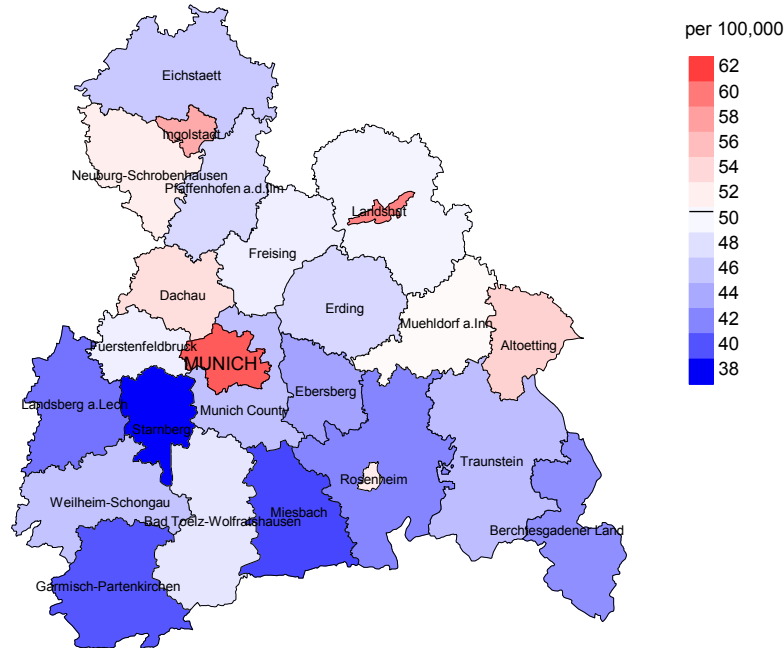 per 100,000
62
60
58
56
54
52
50
48
46
44
42
40
38
Eichstaett
Ingolstadt
Neuburg-Schrobenhausen
Pfaffenhofen a.d.Ilm
Landshut
Freising
Dachau
Erding
Muehldorf a.Inn
Altoetting
Fuerstenfeldbruck
MUNICH
Ebersberg
Landsberg a.Lech
Munich County
Starnberg
Traunstein
Rosenheim
Weilheim-Schongau
Miesbach
Bad Toelz-Wolfratshausen
Berchtesgadener Land
Garmisch-Partenkirchen